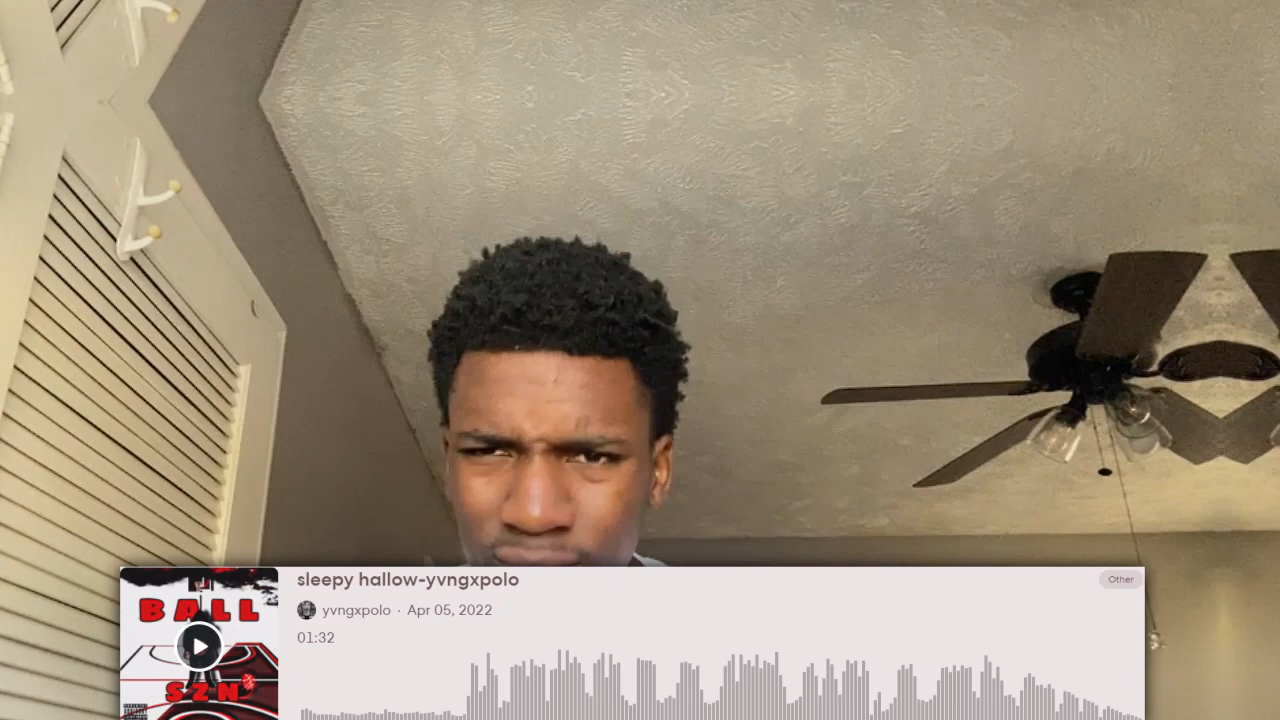 sleepy hallow-yvngxpolo
Other
yvngxpolo · Apr 05, 2022
01:32
BALL
SZN